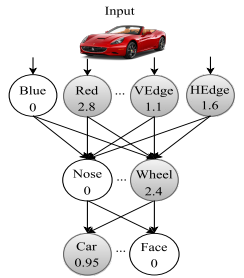 Input
Blue Red ... VEdge HEdge
0 2.8 1.1 1.6
Nose ... Wheel
0 2.4
Car ... Face
0.95 0